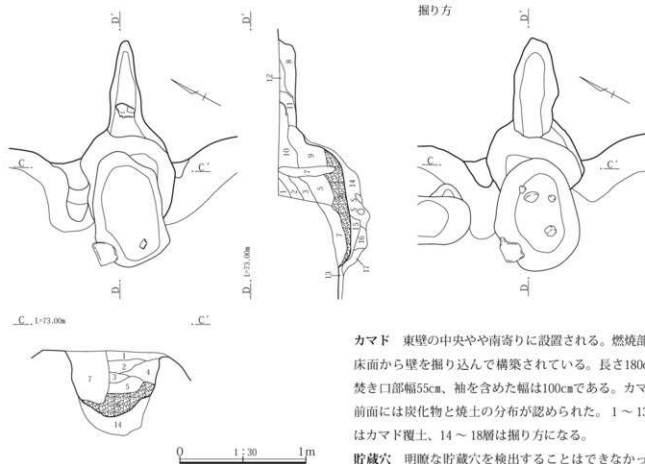 掘り方
D′
D′
D′
C
C′
C
C′
D
D
D
L=73.00m
12
8
11
10
9
7
1
2
3
5
14
S
7
15
16
17
13
C
L=73.00m
C′
1
2
3
4
5
7
14
0
1:30
1m
カマド 東壁の中央やや南寄りに設置される。燃焼部
床面から壁を掘り込んで構築されている。長さ180c
焚き口部幅55cm、袖を含めた幅は100cmである。カマ
前面には炭化物と焼土の分布が認められた。1～13
はカマド覆土、14～18層は掘り方になる。
貯蔵穴 明瞭な貯蔵穴を検出することはできなかっ